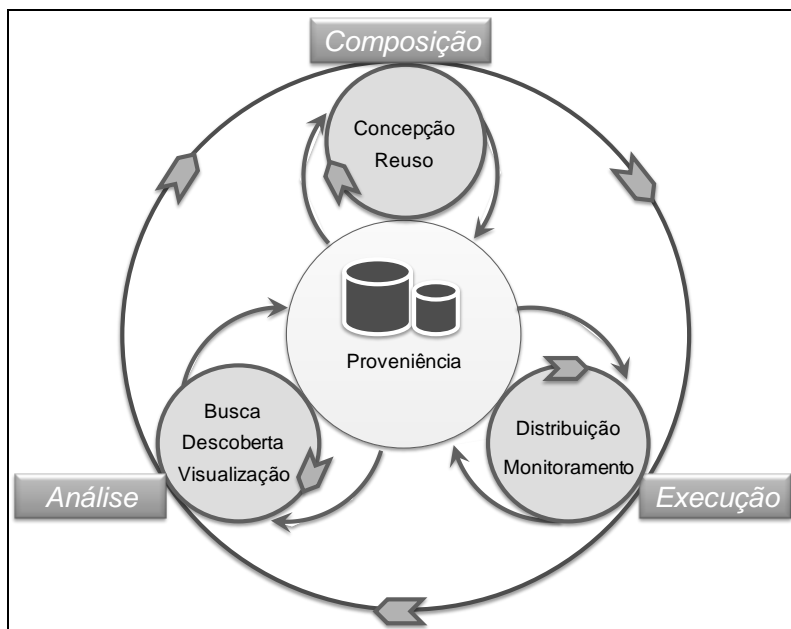 Composição
Concepção
Reuso
Proveniência
Busca
Descoberta
Visualização
Distribuição
Monitoramento
Análise
Execução